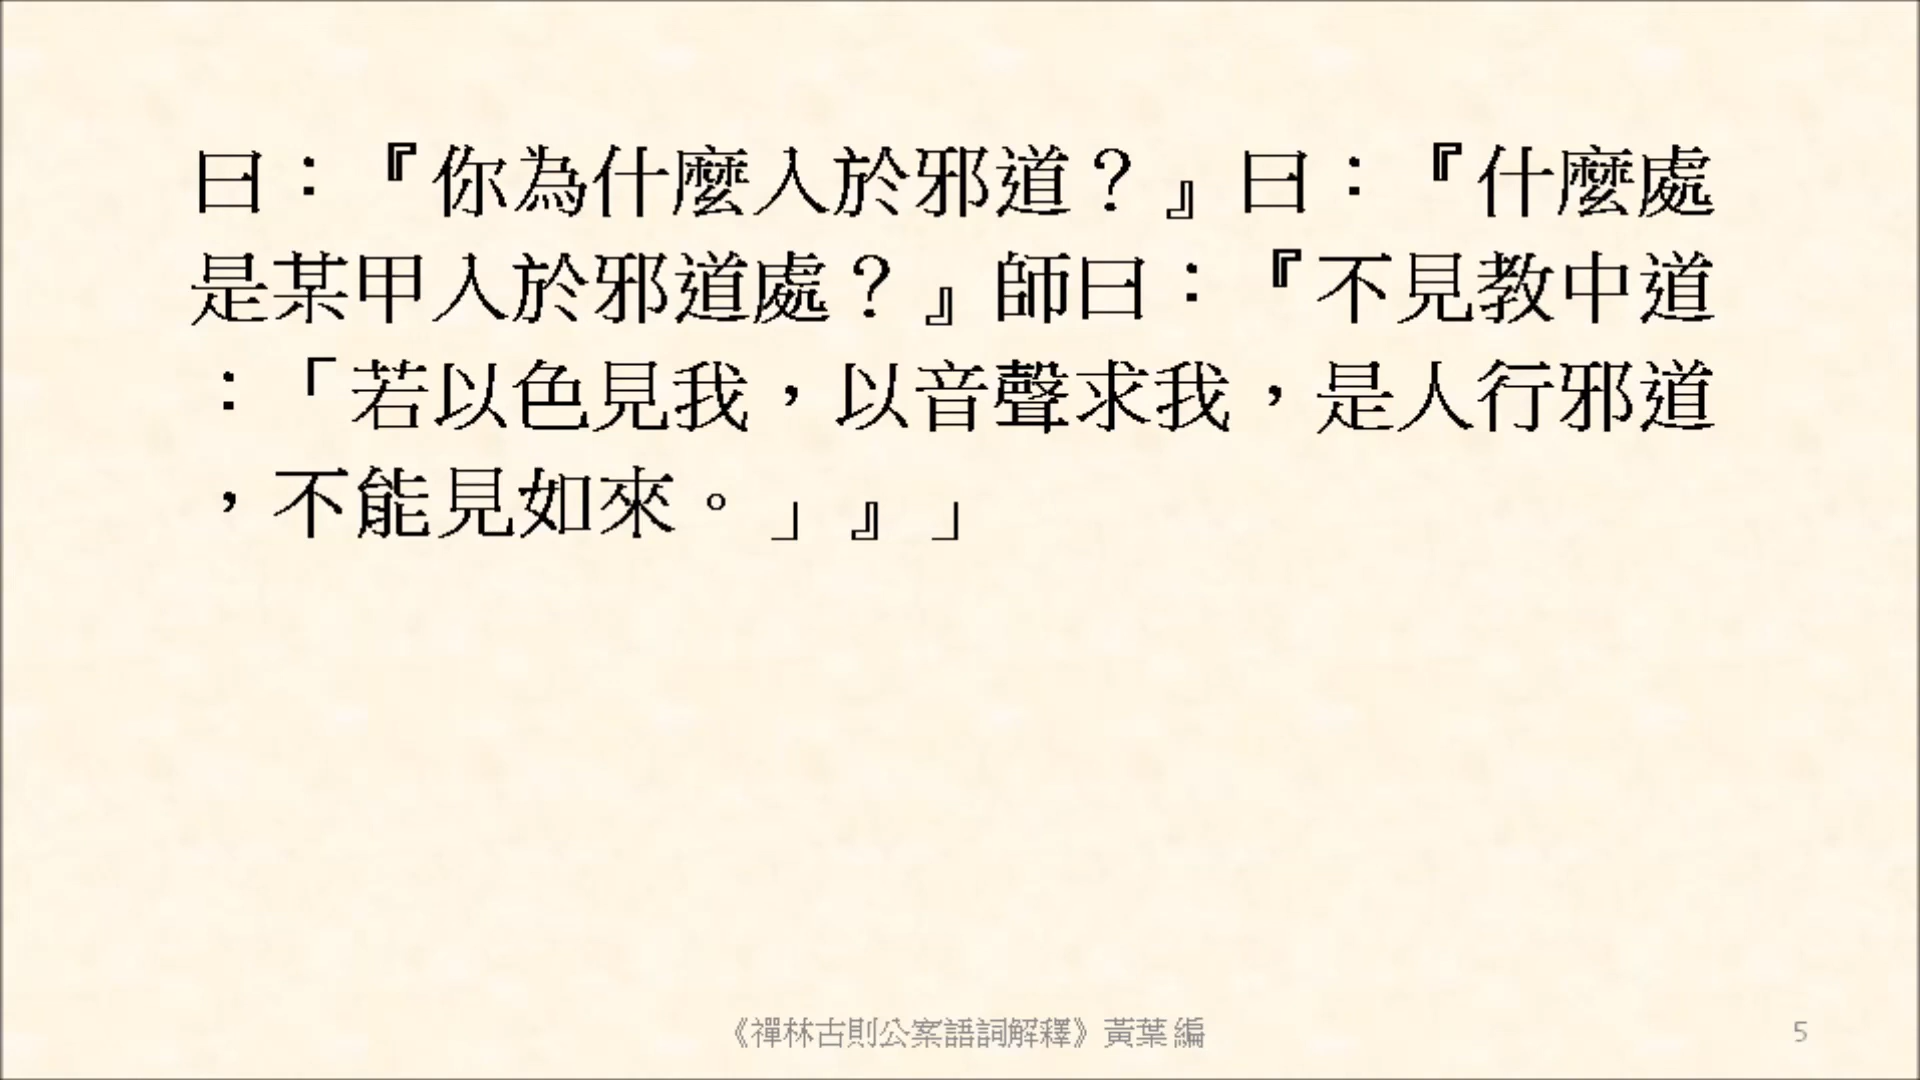 曰：『你為什麼入於邪道？』曰：『什麼處
是某甲入於邪道處？』師曰：『不見教中道
：「若以色見我，以音聲求我，是人行邪道
，不能見如來。」』」
《禪林古則公案語詞解釋》黃葉編
5